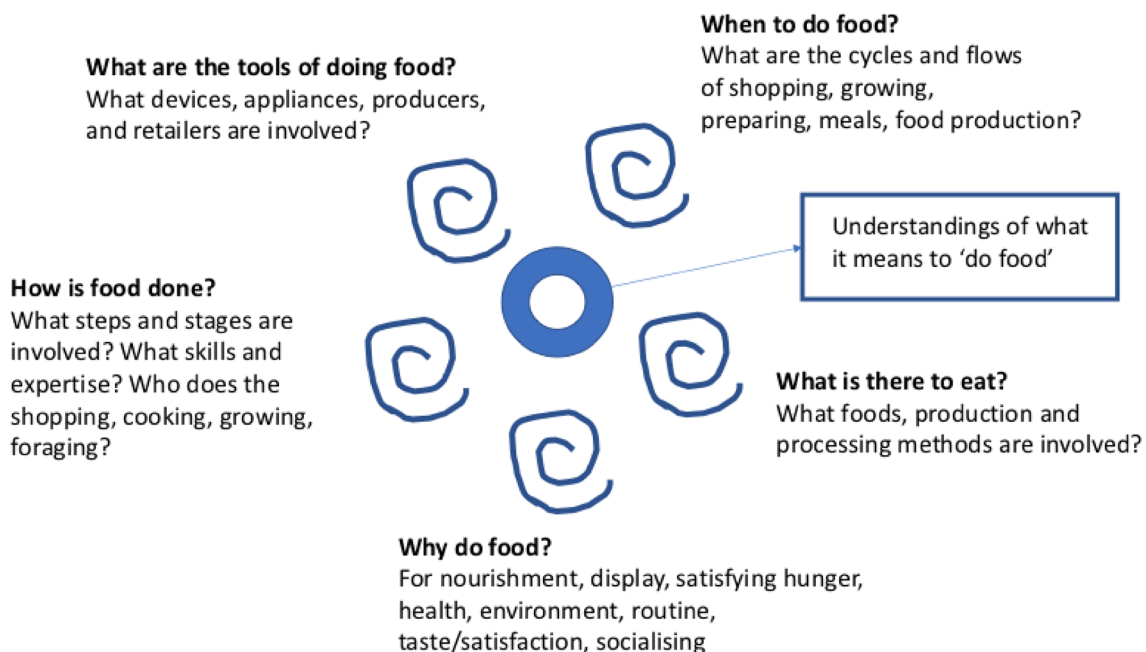 When to do food?
What are the cycles and flows
of shopping, growing,
preparing, meals, food production?
What are the tools of doing food?
What devices, appliances, producers,
and retailers are involved?
Understandings of what
it means to ‘do food’
How is food done?
What steps and stages are
involved? What skills and
expertise? Who does the
shopping, cooking, growing,
foraging?
What is there to eat?
What foods, production and
processing methods are involved?
Why do food?
For nourishment, display, satisfying hunger,
health, environment, routine,
taste/satisfaction, socialising